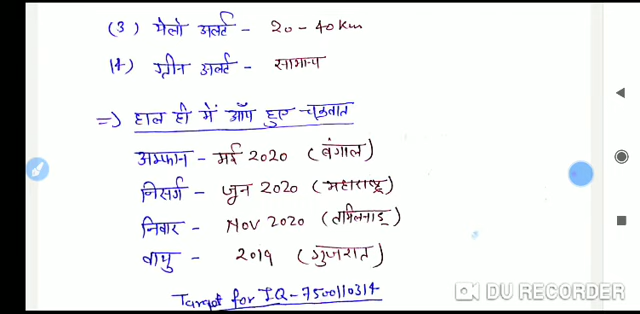 (3) येलो अलर्ट - 20 - 40 Km
(4) ग्रीन अलर्ट - सामान्य
=) हाल ही में आँए हुए चक्रवात
अम्फान - मई 2020 (बंगाल)
निसर्ग - जून 2020 (महाराष्ट्र)
निवार - Nov 2020 (तमिलनाडु)
वायु - 2019 (गुजरात)
Target for I.Q - 7500110314
DU RECORDER